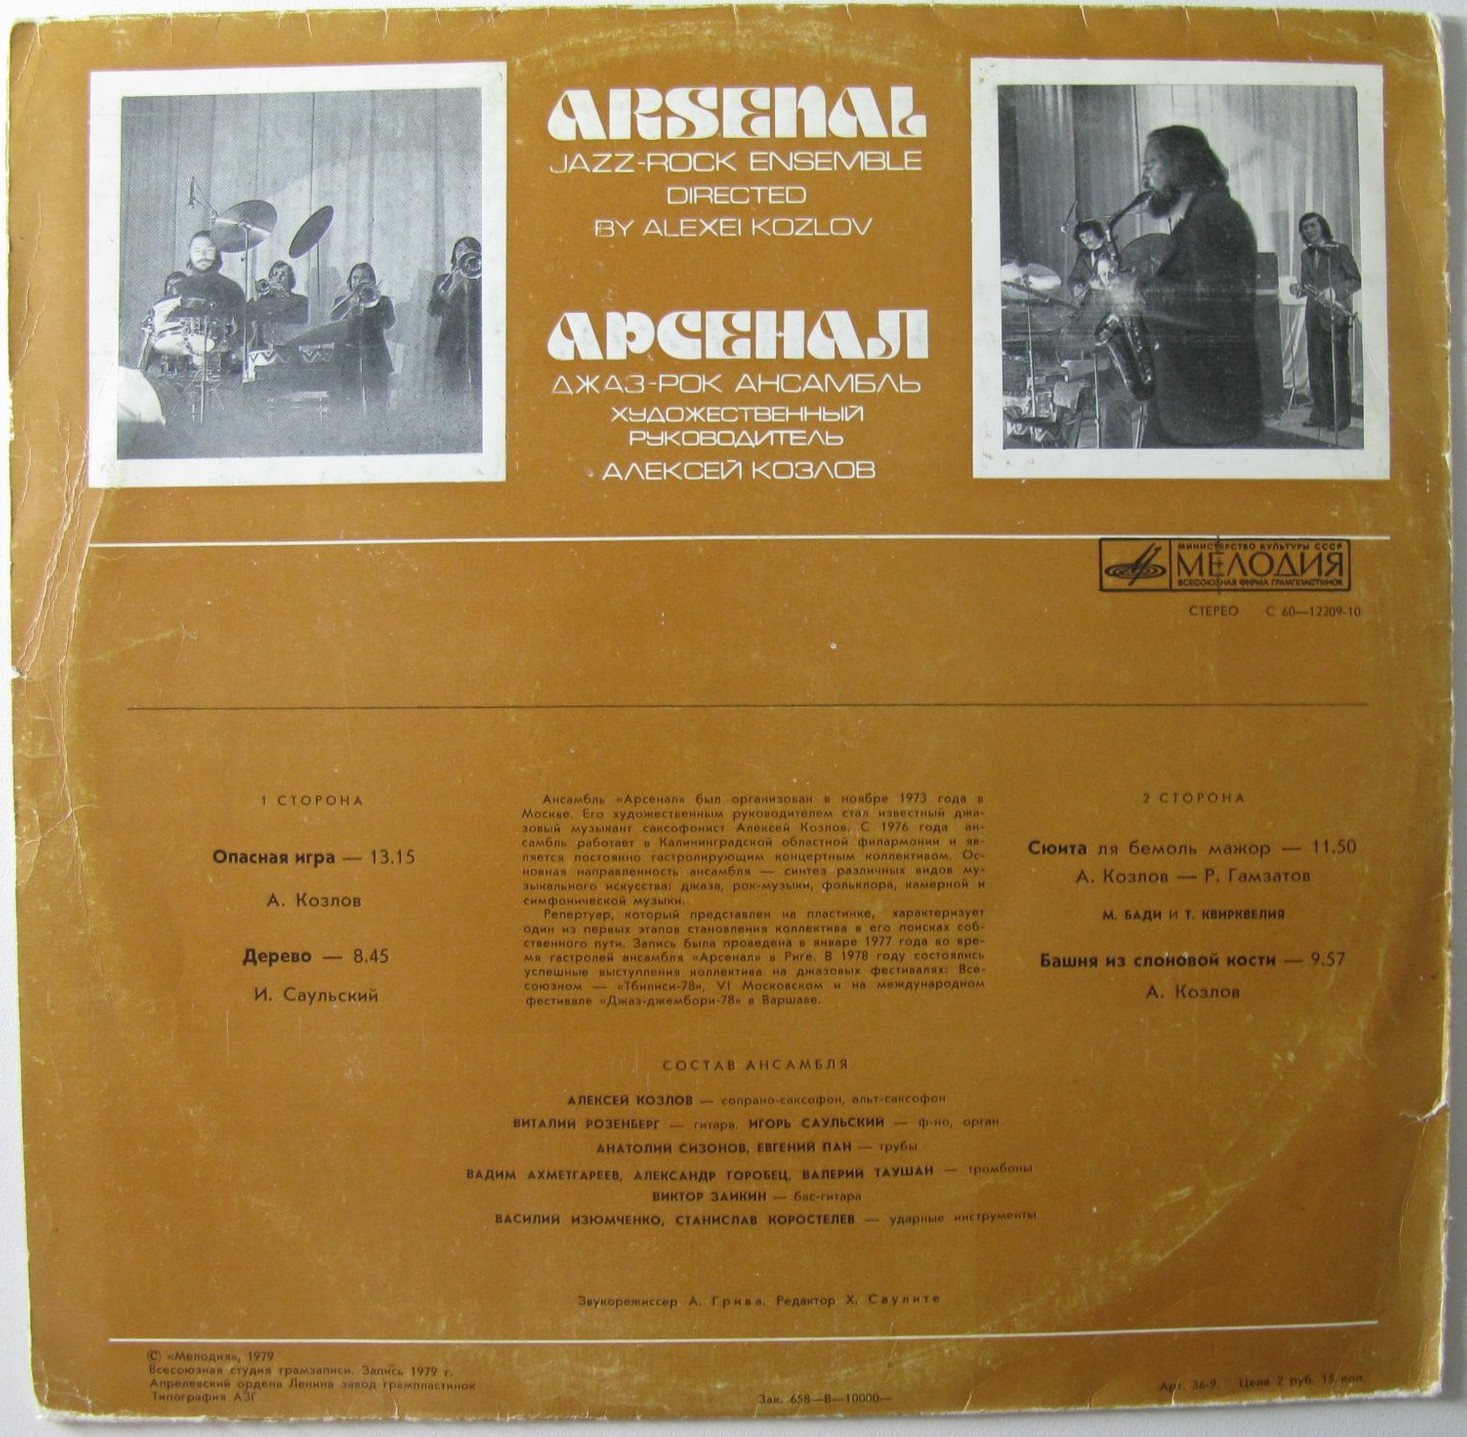 ARSENAL
JAZZ-ROCK ENSEMBLE
DIRECTED
BY ALEXEI KOZLOV
АРСЕНАЛ
ДЖАЗ-РОК АНСАМБЛЬ
ХУДОЖЕСТВЕННЫЙ
РУКОВОДИТЕЛЬ
АЛЕКСЕЙ КОЗЛОВ
МИНИСТЕРСТВО КУЛЬТУРЫ СССР
МЕЛОДИЯ
ВСЕСОЮЗНАЯ ФИРМА ГРАМПЛАСТИНОК
СТЕРЕО С 60—12209-10
1 СТОРОНА
Опасная игра — 13.15
А. Козлов
Дерево — 8.45
И. Саульский
Ансамбль «Арсенал» был организован в ноябре 1973 года в
Москве. Его художественным руководителем стал известный джа-
зовый музыкант саксофонист Алексей Козлов. С 1976 года ан-
самбль работает в Калининградской областной филармонии и яв-
ляется постоянно гастролирующим концертным коллективом. Ос-
новная направленность ансамбля — синтез различных видов му-
зыкального искусства: джаза, рок-музыки, фольклора, камерной и
симфонической музыки.
Репертуар, который представлен на пластинке, характеризует
один из первых этапов становления коллектива в его поисках соб-
ственного пути. Запись была проведена в январе 1977 года во вре-
мя гастролей ансамбля «Арсенал» в Риге. В 1978 году состоялись
успешные выступления коллектива на джазовых фестивалях: Все-
союзном — «Тбилиси-78», VI Московском и на международном
фестивале «Джаз-джембори-78» в Варшаве.
2 СТОРОНА
Сюита ля бемоль мажор — 11.50
А. Козлов — Р. Гамзатов
М. БАДИ И Т. КВИРКВЕЛИЯ
Башня из слоновой кости — 9.57
А. Козлов
СОСТАВ АНСАМБЛЯ
АЛЕКСЕЙ КОЗЛОВ — сопрано-саксофон, альт-саксофон
ВИТАЛИЙ РОЗЕНБЕРГ — гитара. ИГОРЬ САУЛЬСКИЙ — ф-но, орган
АНАТОЛИЙ СИЗОНОВ, ЕВГЕНИЙ ПАН — трубы
ВАДИМ АХМЕТГАРЕЕВ, АЛЕКСАНДР ГОРОБЕЦ, ВАЛЕРИЙ ТАУШАН — тромбоны
ВИКТОР ЗАИКИН — бас-гитара
ВАСИЛИЙ ИЗЮМЧЕНКО, СТАНИСЛАВ КОРОСТЕЛЕВ — ударные инструменты
Звукорежиссер А. Грива. Редактор Х. Саулите
© «Мелодия», 1979
Всесоюзная студия грамзаписи. Запись 1979 г.
Апрелевский ордена Ленина завод грампластинок
Типография АЗГ
Зак. 658—В—10000—
Арт. 36-9. Цена 2 руб. 15 коп.